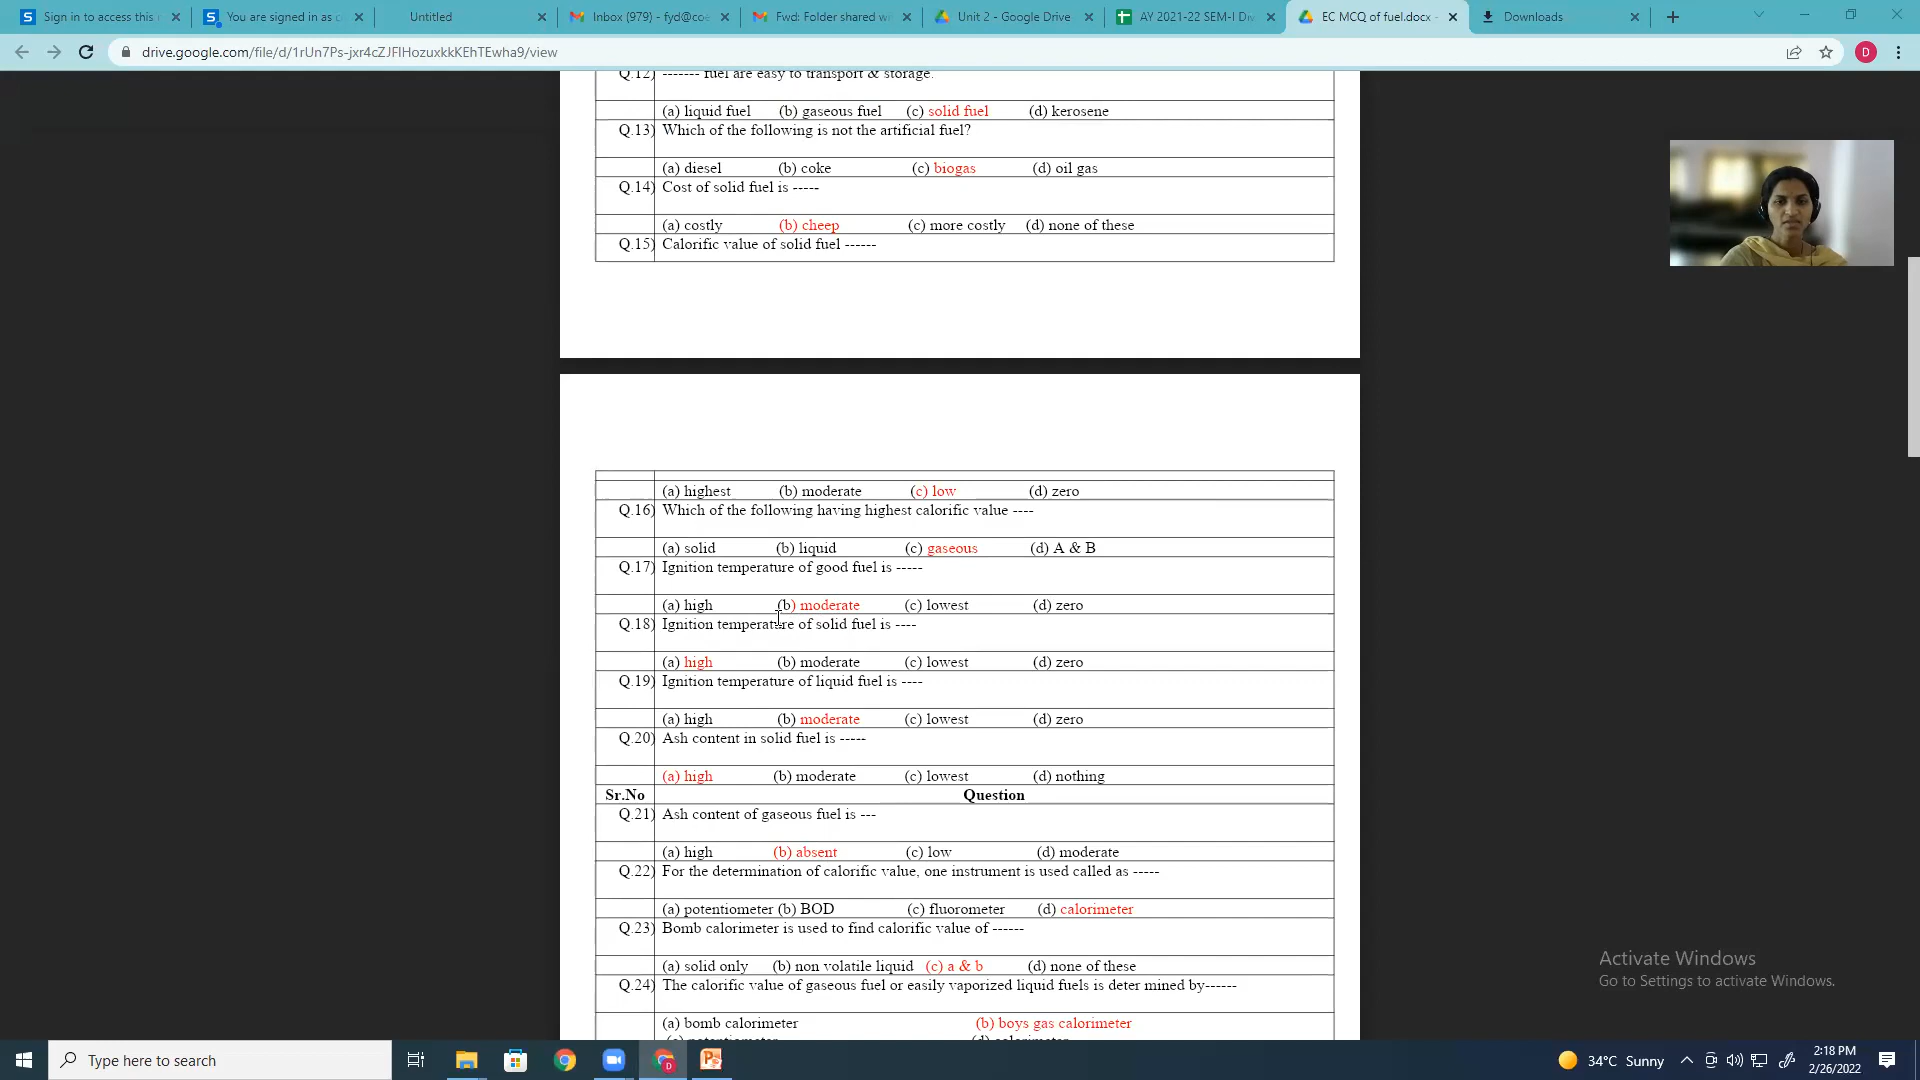 Sign in to access this
You are signed in as
Untitled
Inbox (979) - fyd@coe
Fwd: Folder shared wi
Unit 2 - Google Drive
AY 2021-22 SEM-I Div
EC MCQ of fuel.docx -
Downloads
drive.google.com/file/d/1rUn7Ps-jxr4cZJFlHozuxkkKEhTEwha9/view
D
Q.12) ------- fuel are easy to transport & storage.
(a) liquid fuel (b) gaseous fuel (c) solid fuel (d) kerosene
Q.13) Which of the following is not the artificial fuel?
(a) diesel (b) coke (c) biogas (d) oil gas
Q.14) Cost of solid fuel is -----
(a) costly (b) cheep (c) more costly (d) none of these
Q.15) Calorific value of solid fuel ------
(a) highest (b) moderate (c) low (d) zero
Q.16) Which of the following having highest calorific value ----
(a) solid (b) liquid (c) gaseous (d) A & B
Q.17) Ignition temperature of good fuel is -----
(a) high (b) moderate (c) lowest (d) zero
Q.18) Ignition temperature of solid fuel is ----
(a) high (b) moderate (c) lowest (d) zero
Q.19) Ignition temperature of liquid fuel is ----
(a) high (b) moderate (c) lowest (d) zero
Q.20) Ash content in solid fuel is -----
(a) high (b) moderate (c) lowest (d) nothing
Sr.No Question
Q.21) Ash content of gaseous fuel is ---
(a) high (b) absent (c) low (d) moderate
Q.22) For the determination of calorific value, one instrument is used called as -----
(a) potentiometer (b) BOD (c) fluorometer (d) calorimeter
Q.23) Bomb calorimeter is used to find calorific value of ------
(a) solid only (b) non volatile liquid (c) a & b (d) none of these
Q.24) The calorific value of gaseous fuel or easily vaporized liquid fuels is deter mined by------
(a) bomb calorimeter (b) boys gas calorimeter
(c) potentiometer (d) calorimeter
Activate Windows
Go to Settings to activate Windows.
Type here to search
34°C Sunny
2:18 PM
2/26/2022